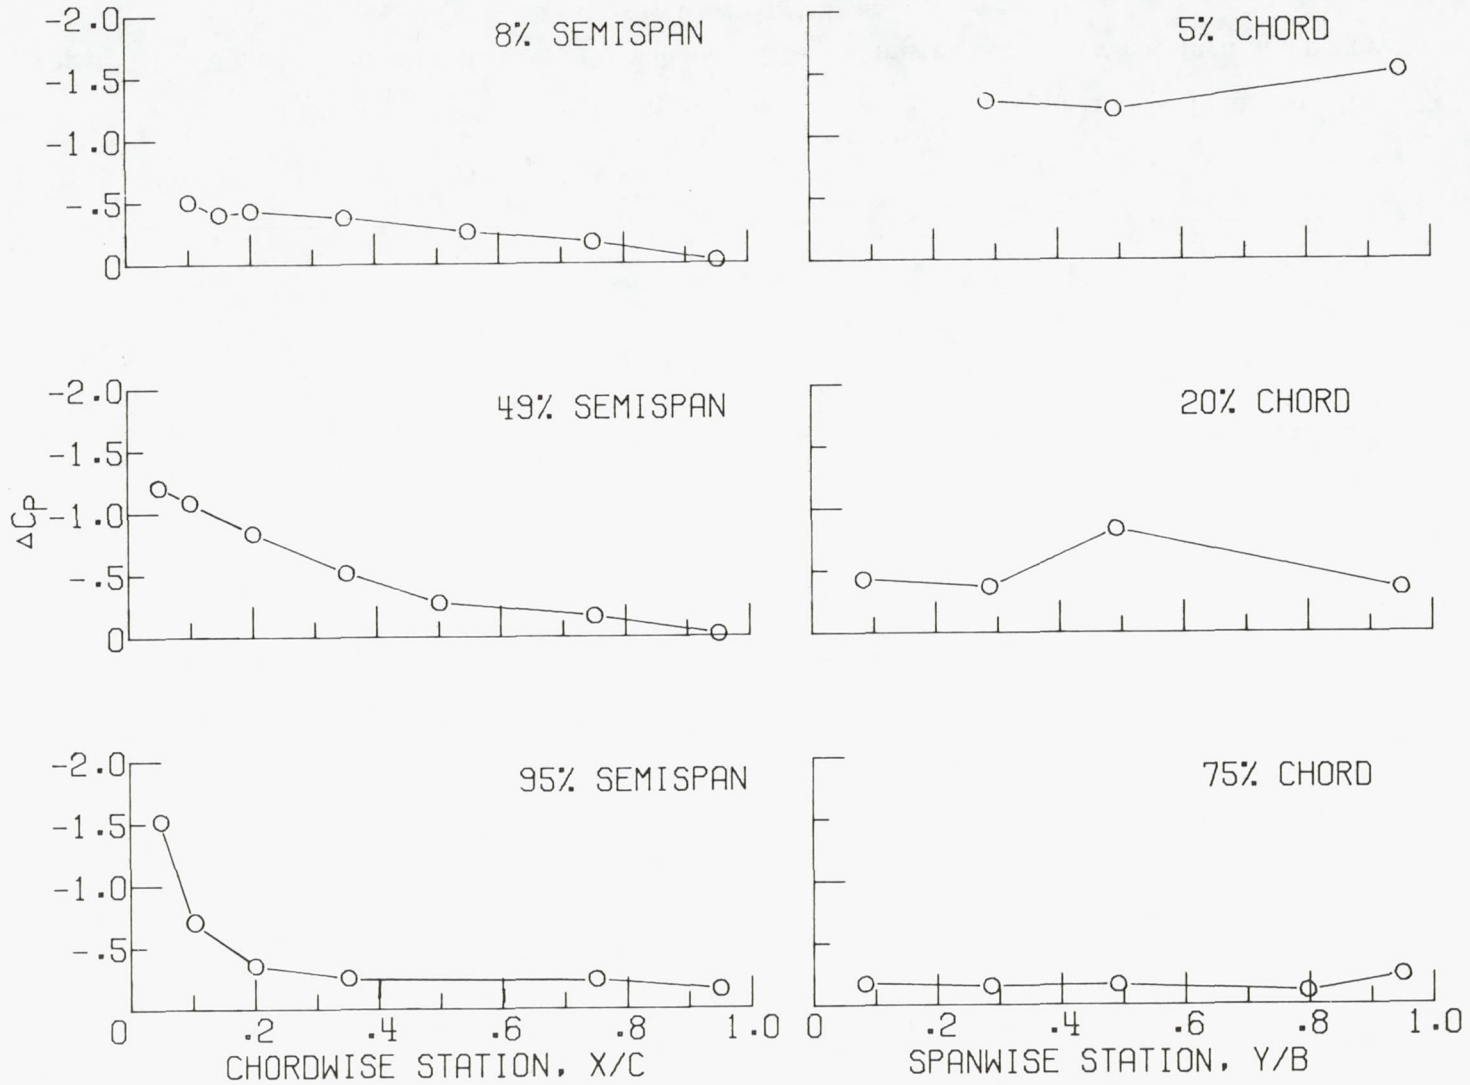 8% SEMISPAN
-2.0
-1.5
-1.0
-.5
0
5% CHORD
49% SEMISPAN
-2.0
-1.5
-1.0
-.5
0
ΔCP
20% CHORD
95% SEMISPAN
-2.0
-1.5
-1.0
-.5
0 .2 .4 .6 .8 1.0
CHORDWISE STATION, X/C
75% CHORD
0 .2 .4 .6 .8 1.0
SPANWISE STATION, Y/B